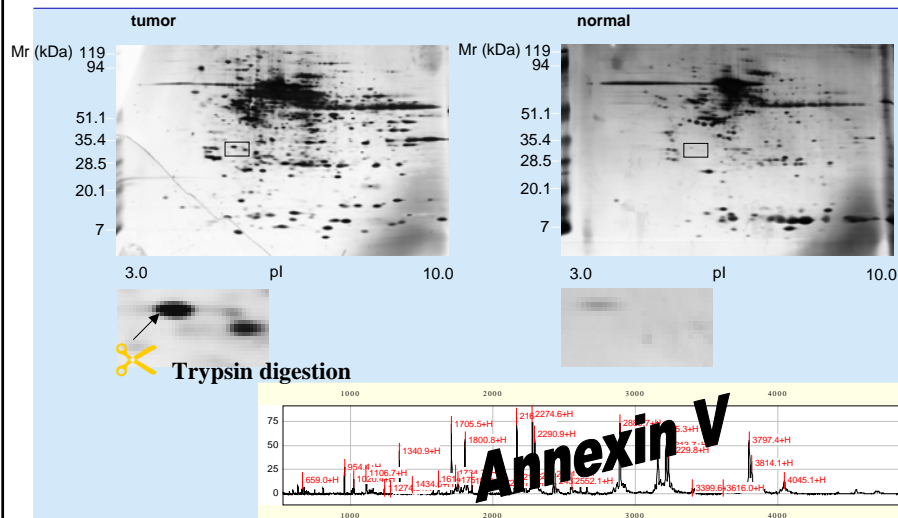 tumor
normal
Mr (kDa) 119
94
51.1
35.4
28.5
20.1
7
Mr (kDa) 119
94
51.1
35.4
28.5
20.1
7
3.0 pI 10.0
3.0 pI 10.0
Trypsin digestion
1000 2000 3000 4000
75
50
25
0
659.0+H
1106.7+H
1340.9+H
1705.5+H
1800.8+H
2274.6+H
2290.9+H
2552.1+H
3399.6+H
3616.0+H
3797.4+H
3814.1+H
4045.1+H
Annexin V
1000 2000 3000 4000